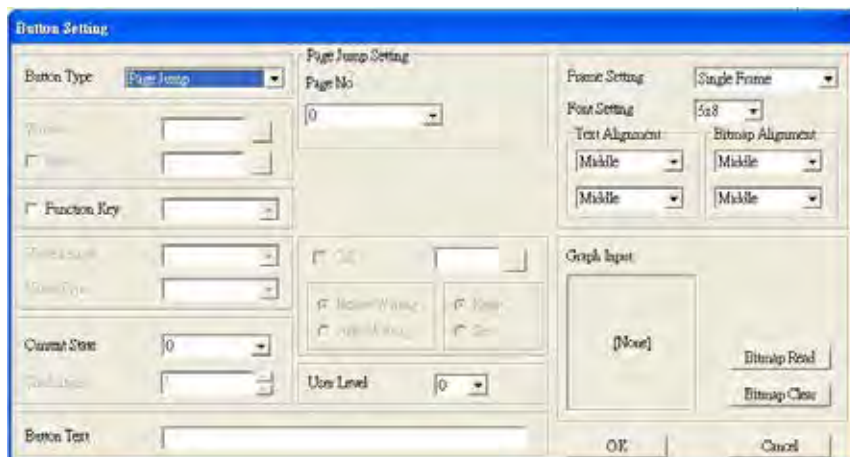 Button Setting
Button Type
Page Jump
Page Jump Setting
Page No
0
Frame Setting
Single Frame
Font Setting
5x8
Text Alignment
Bitmap Alignment
Middle
Middle
Middle
Middle
Function Key
Current State
0
User Level
0
Graph Input
[None]
Bitmap Read
Bitmap Clear
Button Text
OK
Cancel